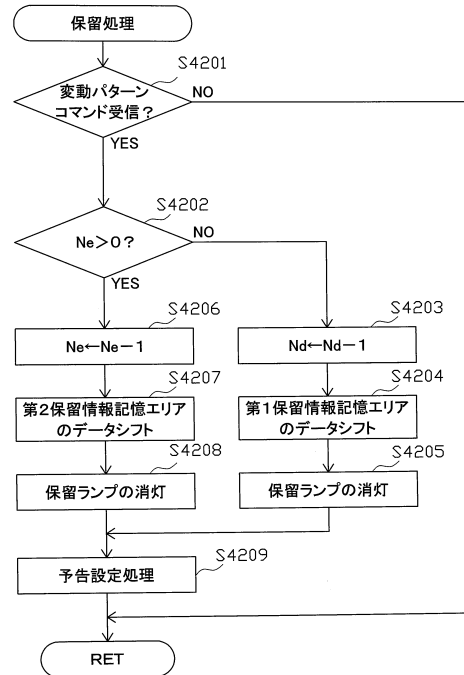 保留処理
S4201
変動パターン
コマンド受信?
NO
YES
S4202
Ne>0?
NO
YES
S4206
Ne←Ne−1
S4203
Nd←Nd−1
S4207
第2保留情報記憶エリア
のデータシフト
S4204
第1保留情報記憶エリア
のデータシフト
S4208
保留ランプの消灯
S4205
保留ランプの消灯
S4209
予告設定処理
RET